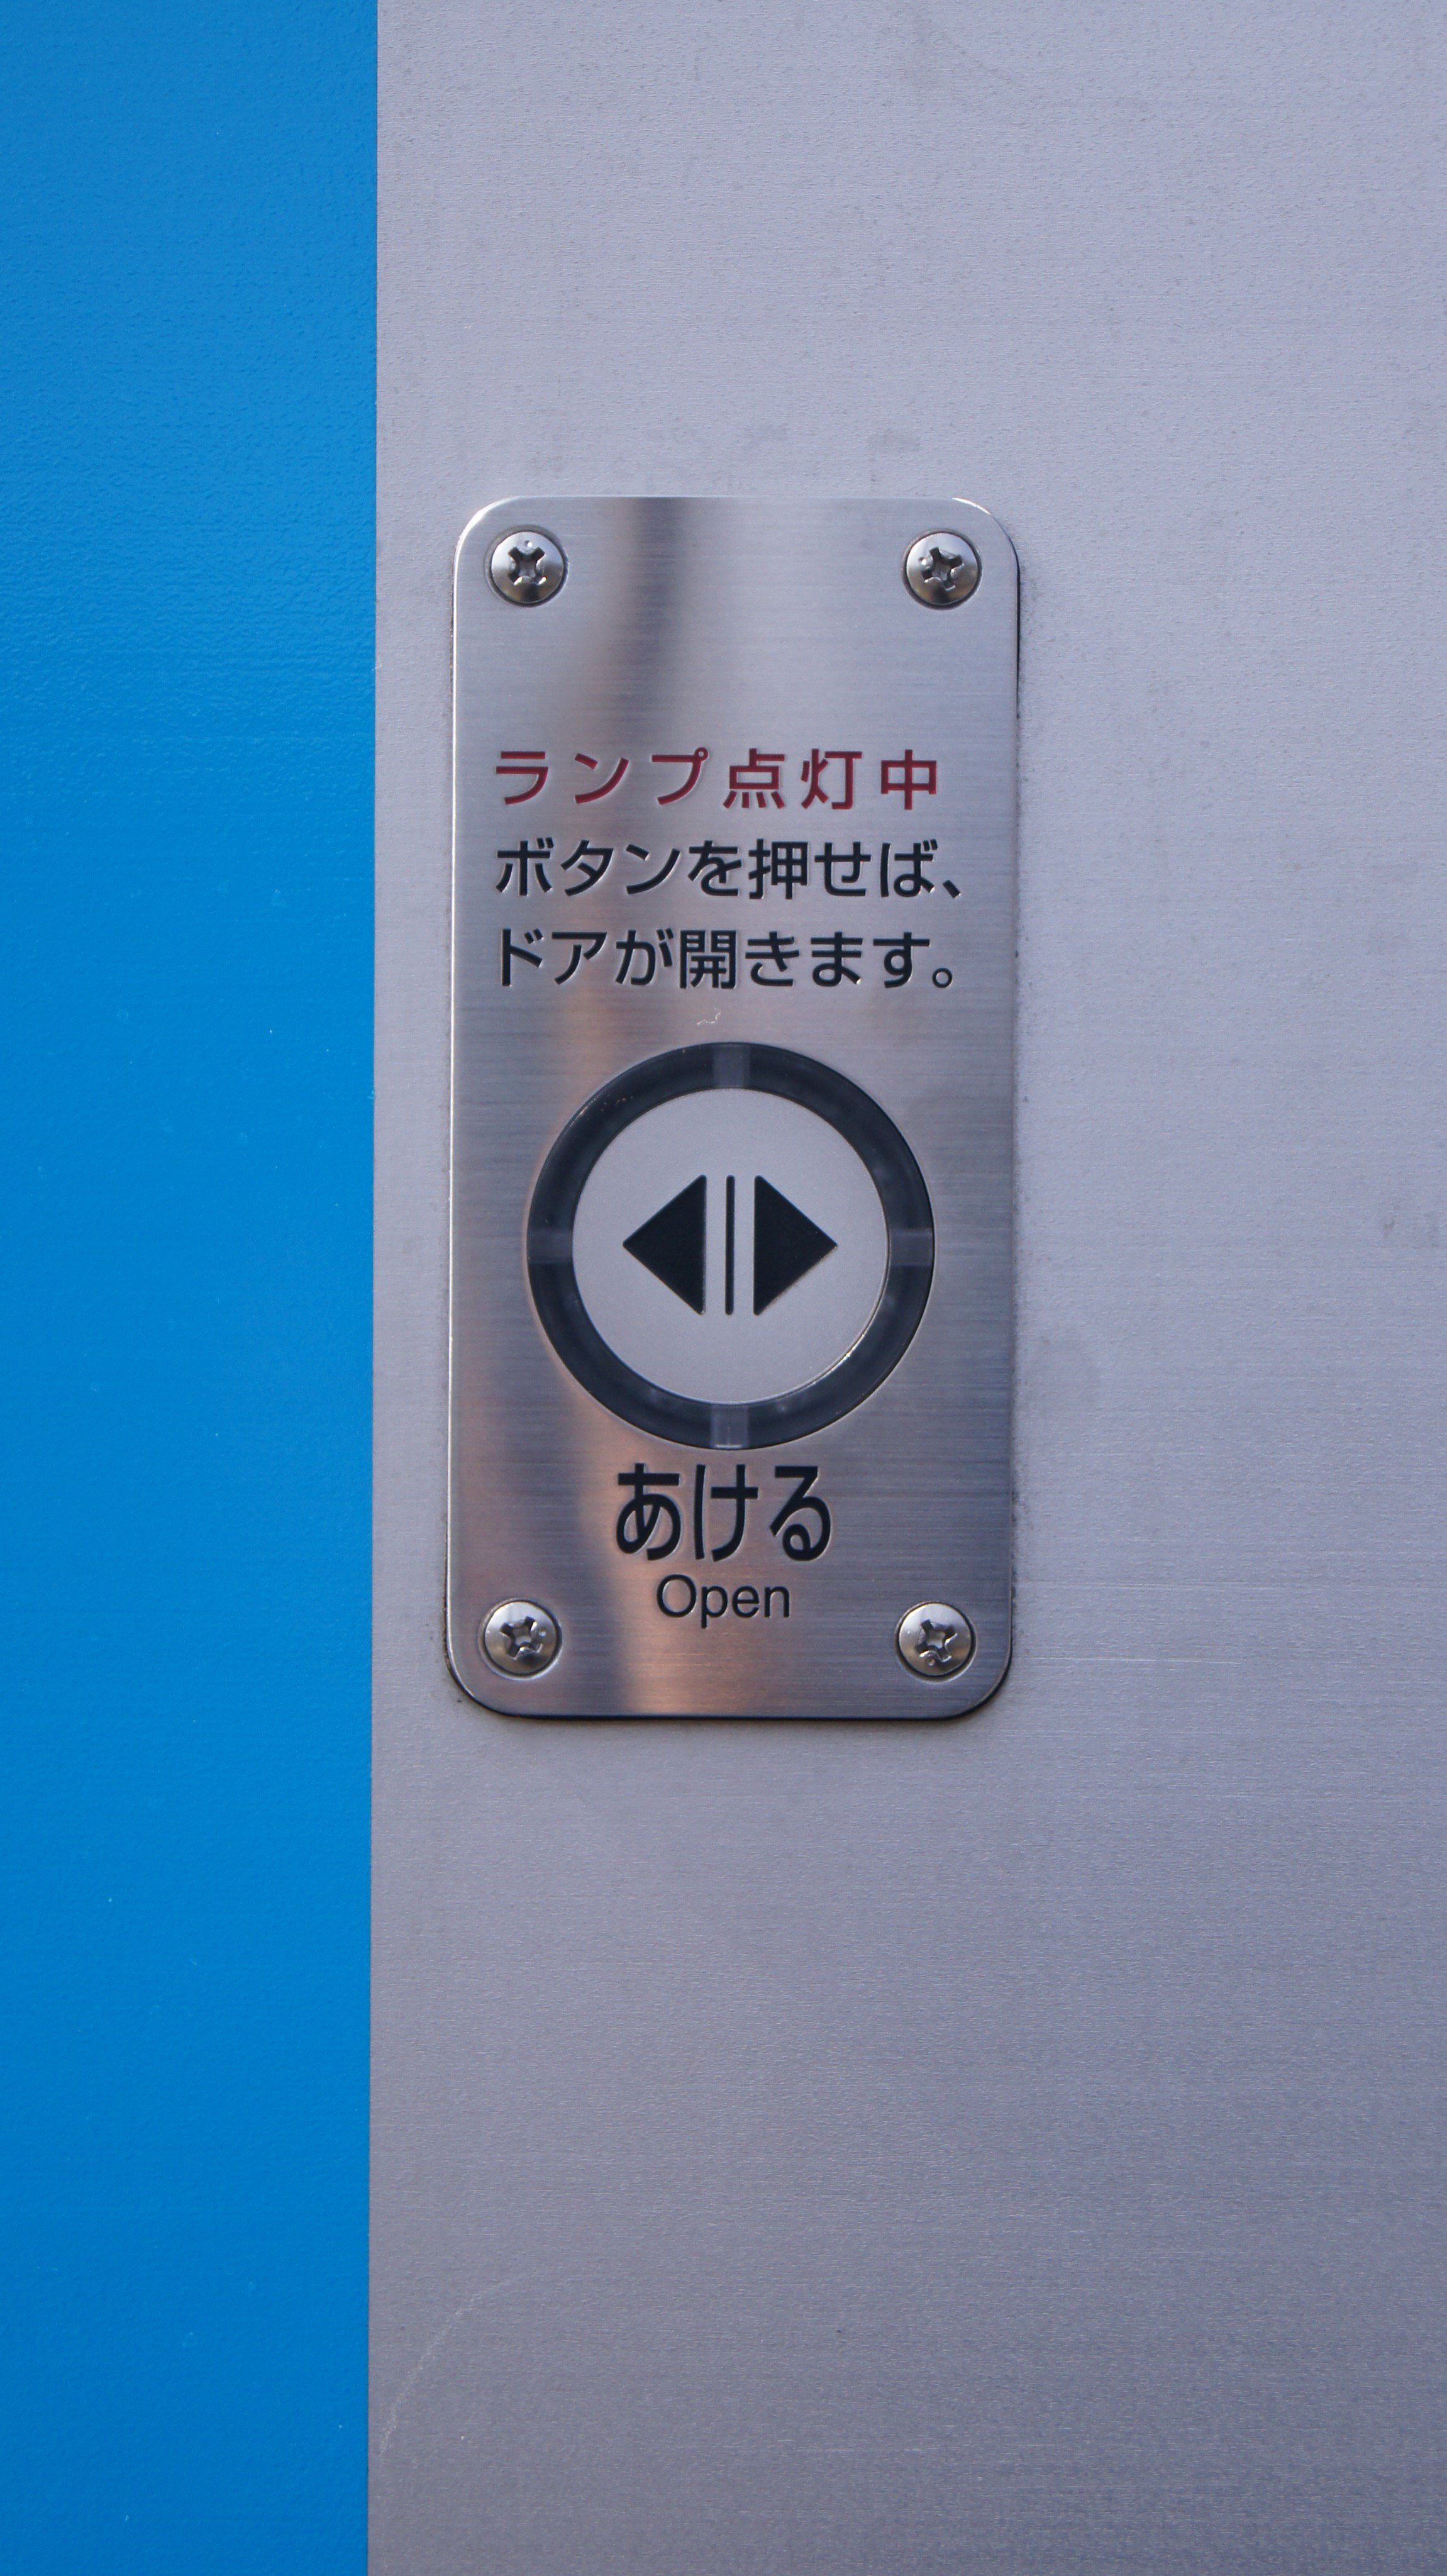 ランプ点灯中
ボタンを押せば、
ドアが開きます。
あける
Open